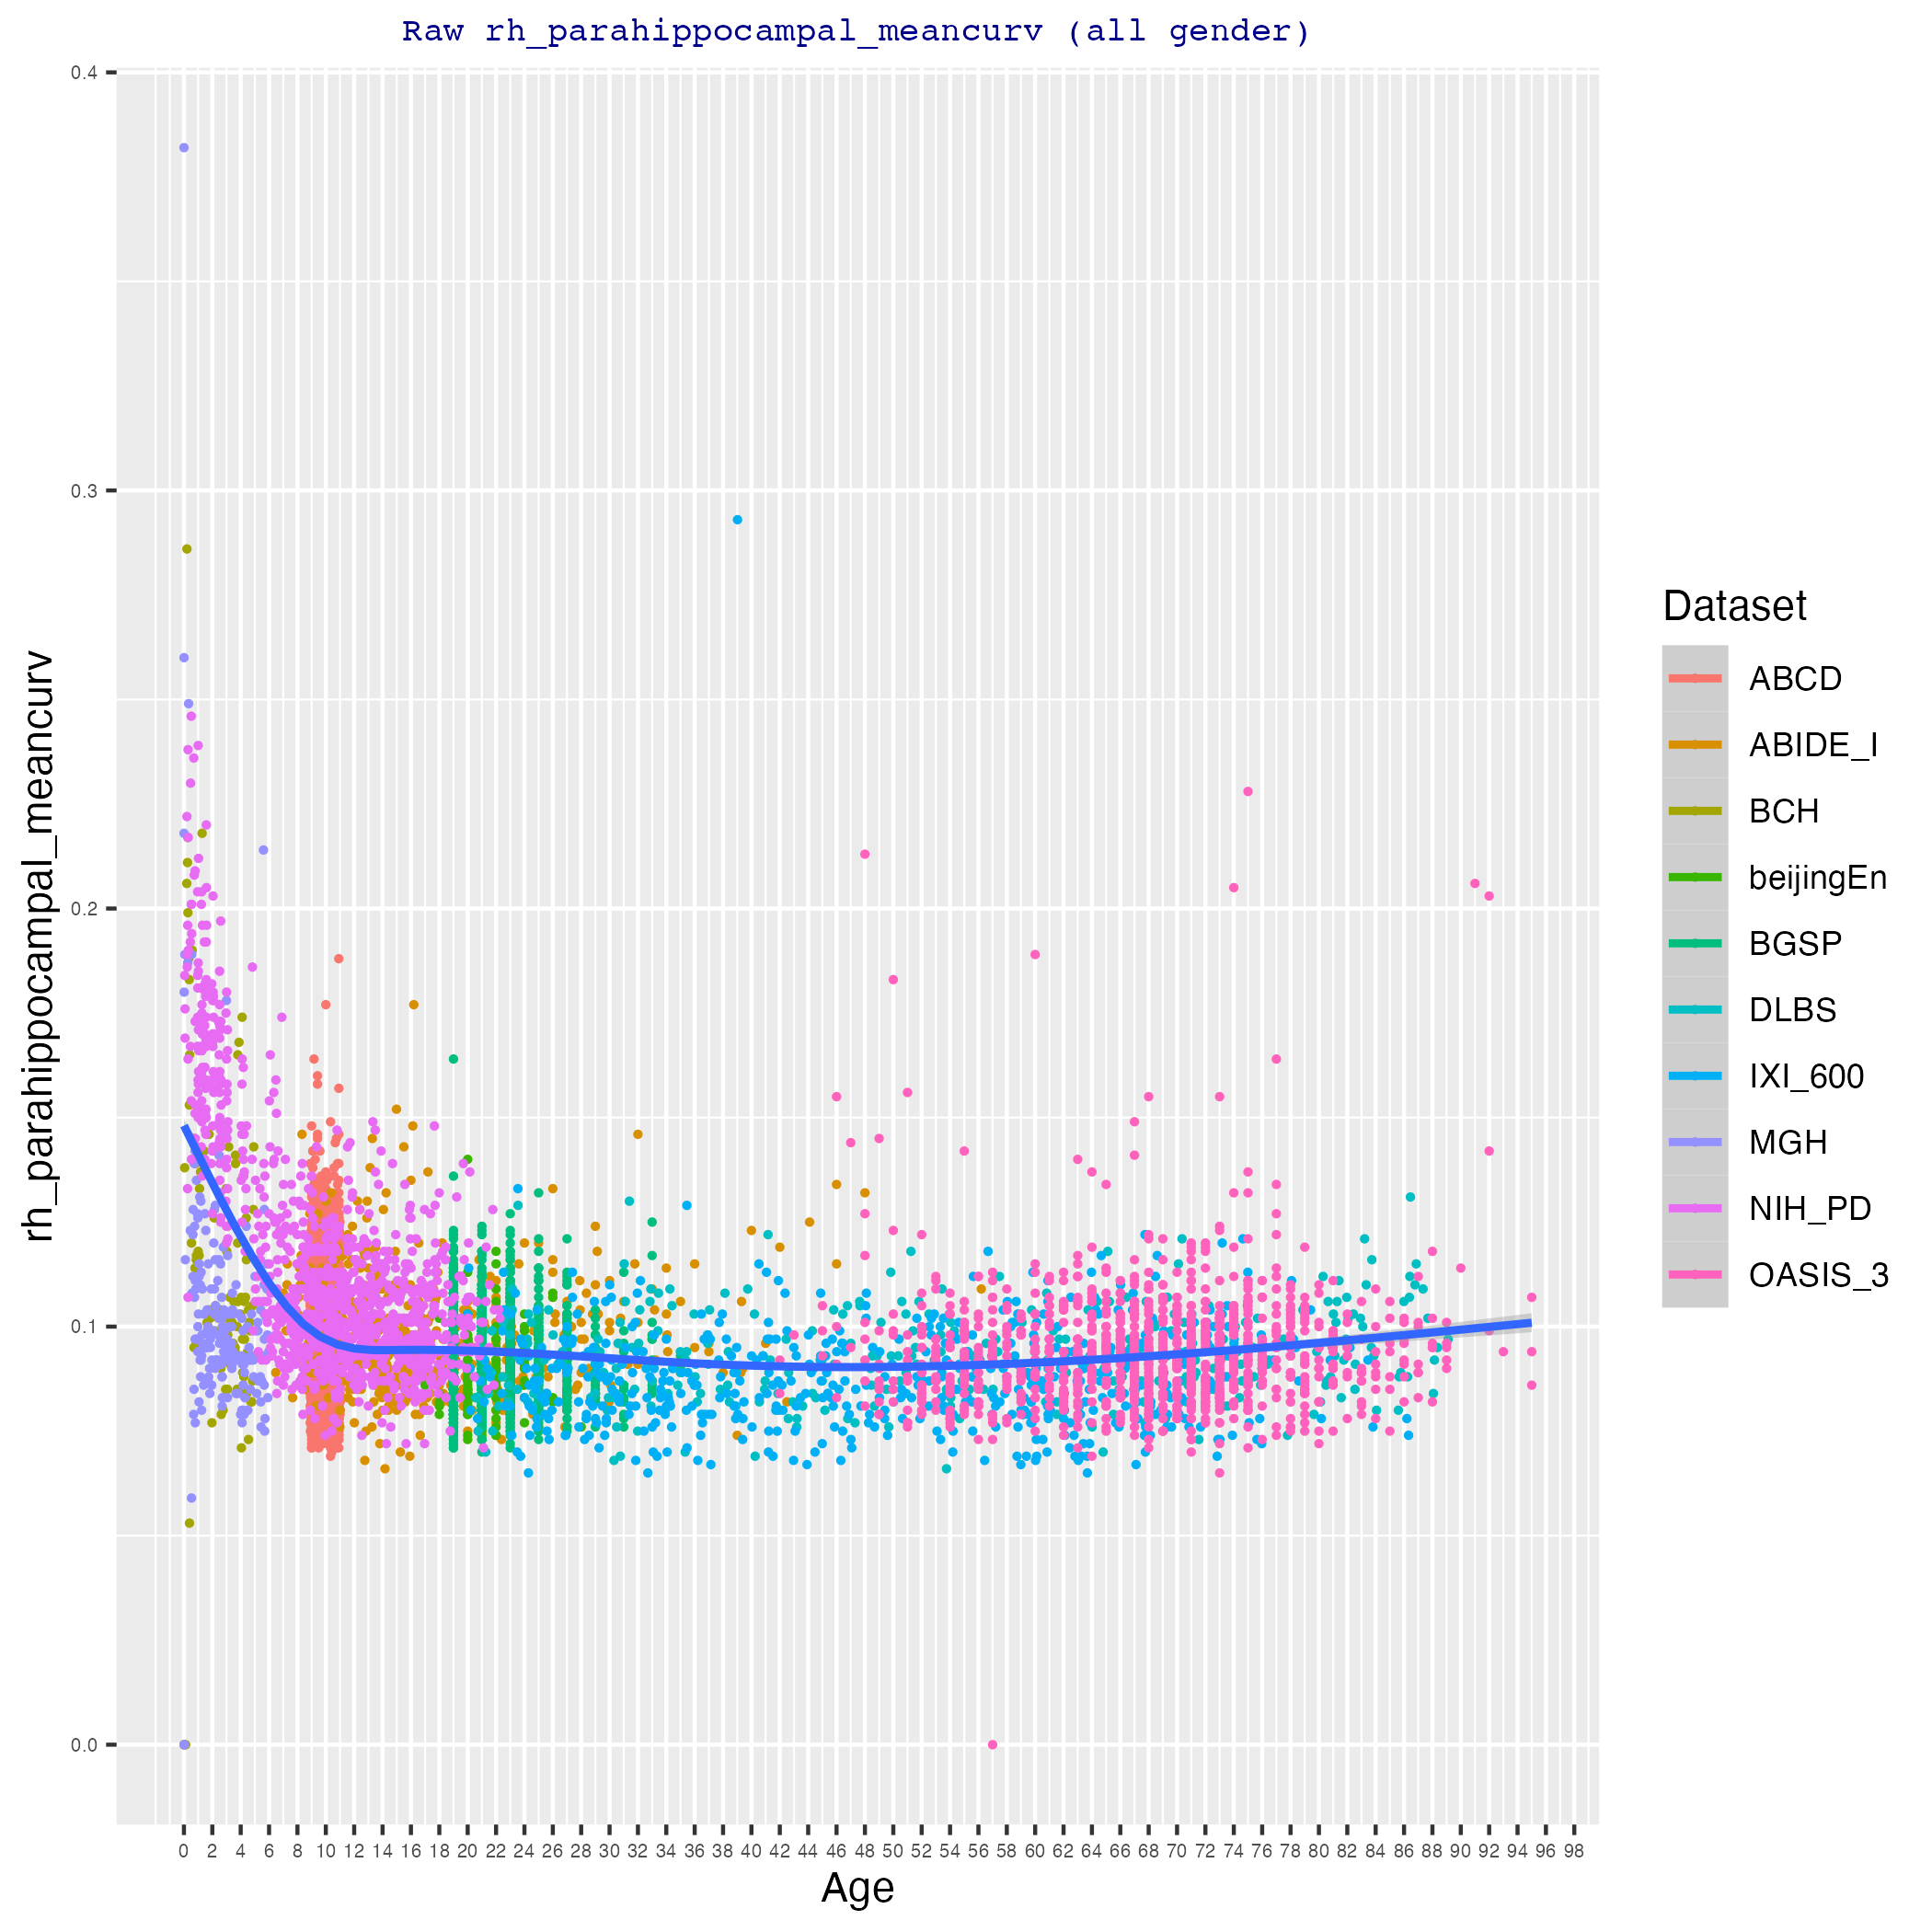 Raw rh_parahippocampal_meancurv (all gender)
rh_parahippocampal_meancurv
0.4
0.3
0.2
0.1
0.0
0 2 4 6 8 10 12 14 16 18 20 22 24 26 28 30 32 34 36 38 40 42 44 46 48 50 52 54 56 58 60 62 64 66 68 70 72 74 76 78 80 82 84 86 88 90 92 94 96 98
Age
Dataset
ABCD
ABIDE_I
BCH
beijingEn
BGSP
DLBS
IXI_600
MGH
NIH_PD
OASIS_3